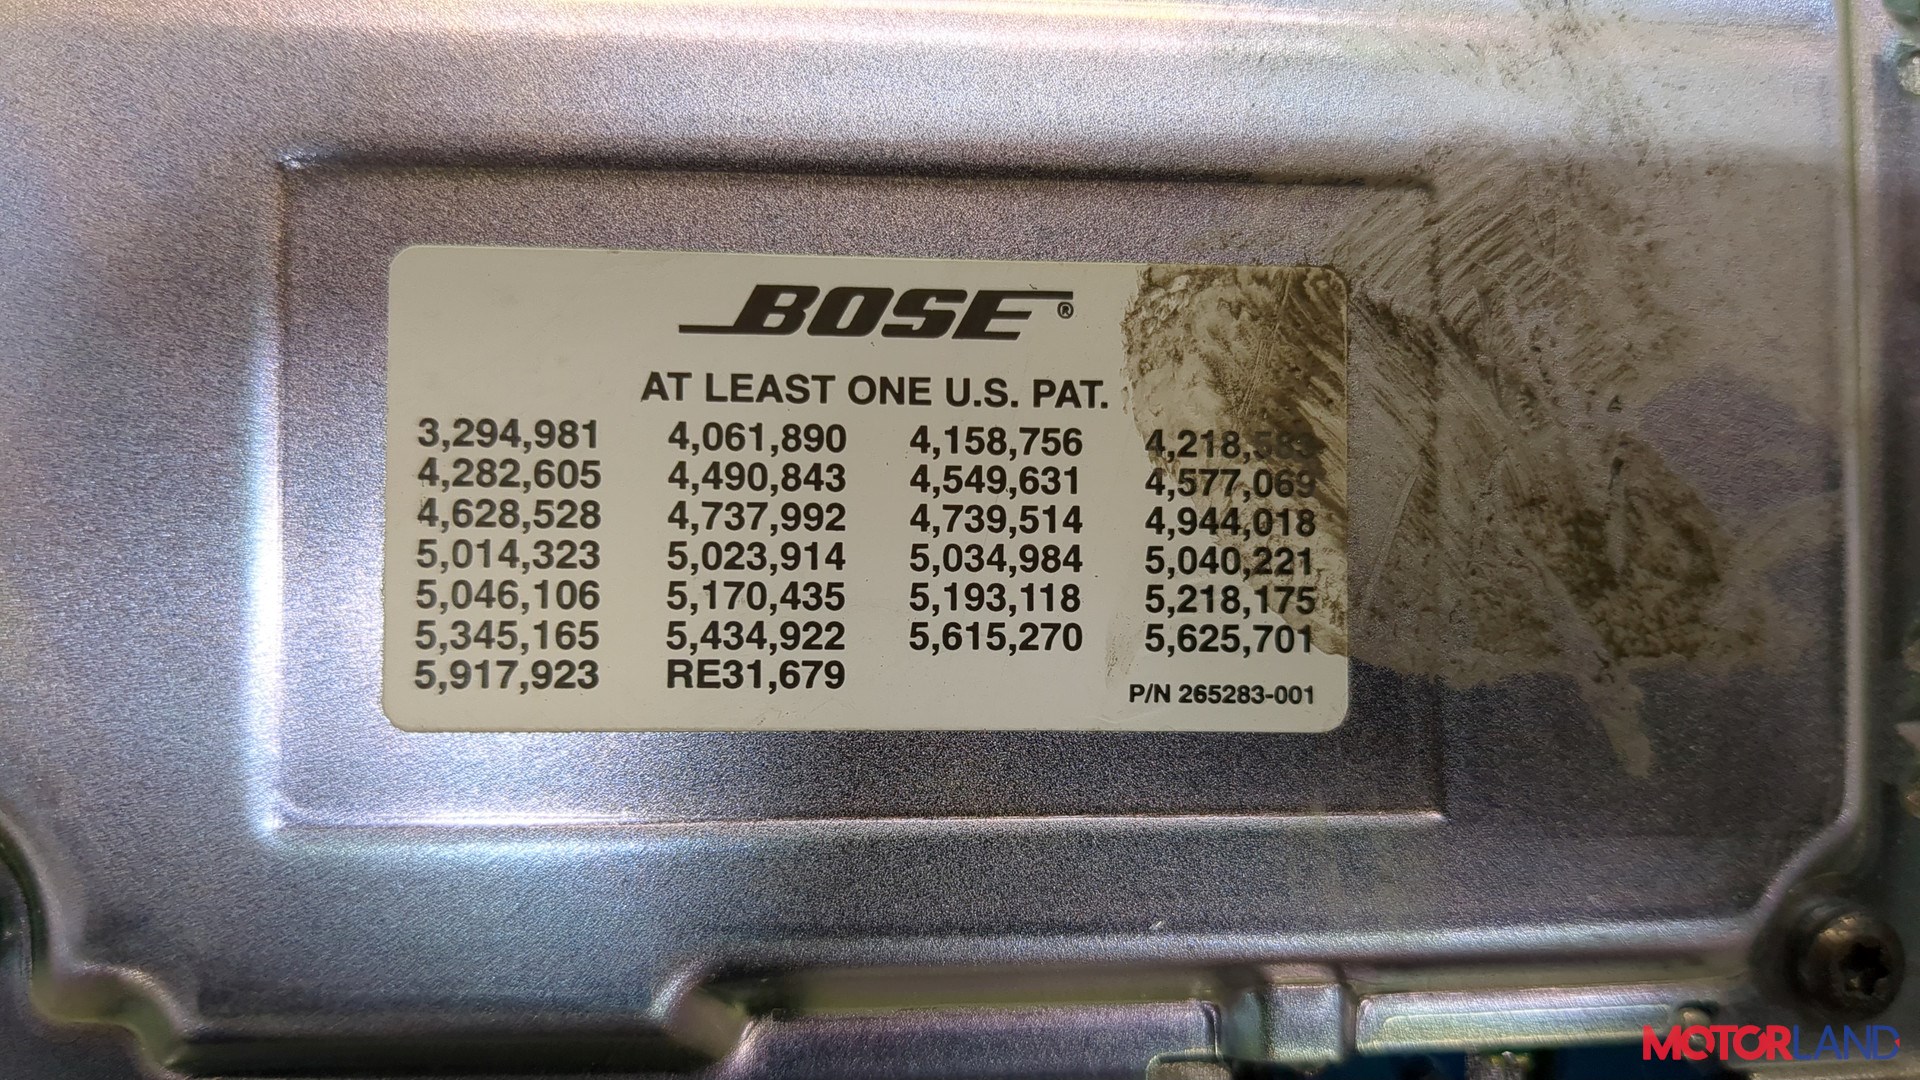 BOSE®
AT LEAST ONE U.S. PAT.
3,294,981 4,061,890 4,158,756 4,218,583
4,282,605 4,490,843 4,549,631 4,577,069
4,628,528 4,737,992 4,739,514 4,944,018
5,014,323 5,023,914 5,034,984 5,040,221
5,046,106 5,170,435 5,193,118 5,218,175
5,345,165 5,434,922 5,615,270 5,625,701
5,917,923 RE31,679
P/N 265283-001
MOTORLAND